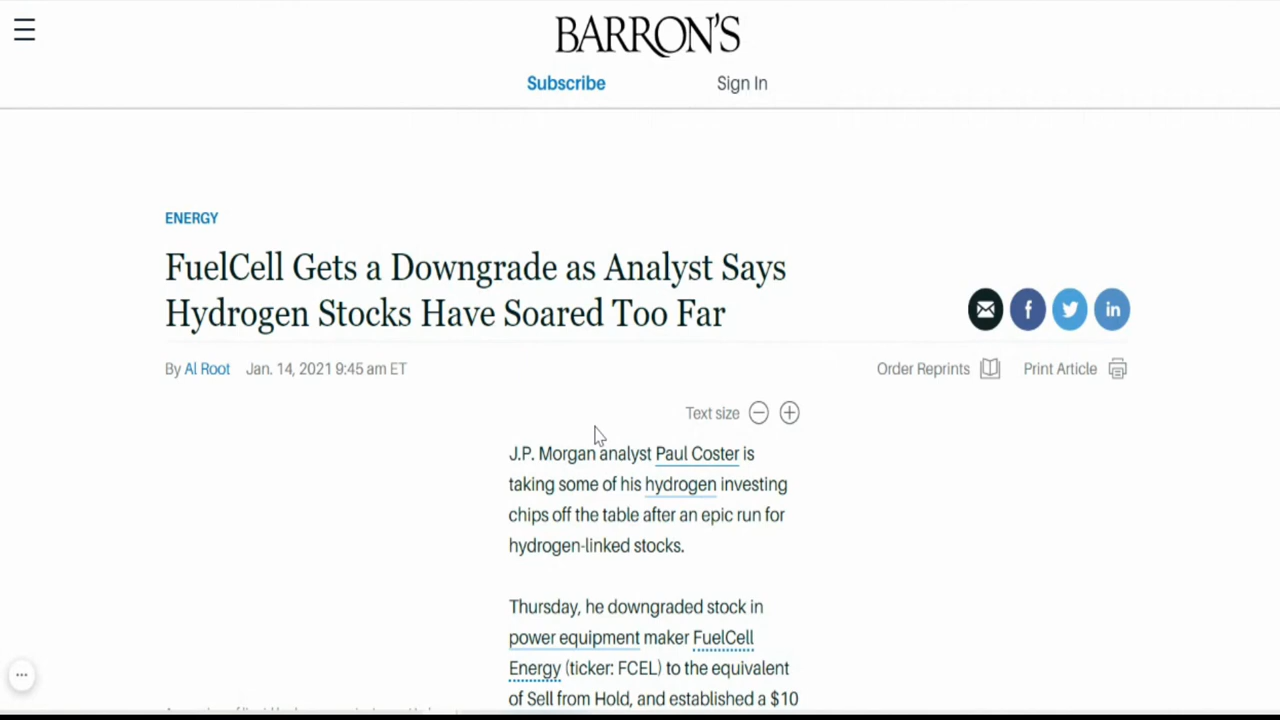 BARRON'S
Subscribe
Sign In
ENERGY
FuelCell Gets a Downgrade as Analyst Says
Hydrogen Stocks Have Soared Too Far
By Al Root Jan. 14, 2021 9:45 am ET
Order Reprints
Print Article
Text size
J.P. Morgan analyst Paul Coster is
taking some of his hydrogen investing
chips off the table after an epic run for
hydrogen-linked stocks.
Thursday, he downgraded stock in
power equipment maker FuelCell
Energy (ticker: FCEL) to the equivalent
of Sell from Hold, and established a $10